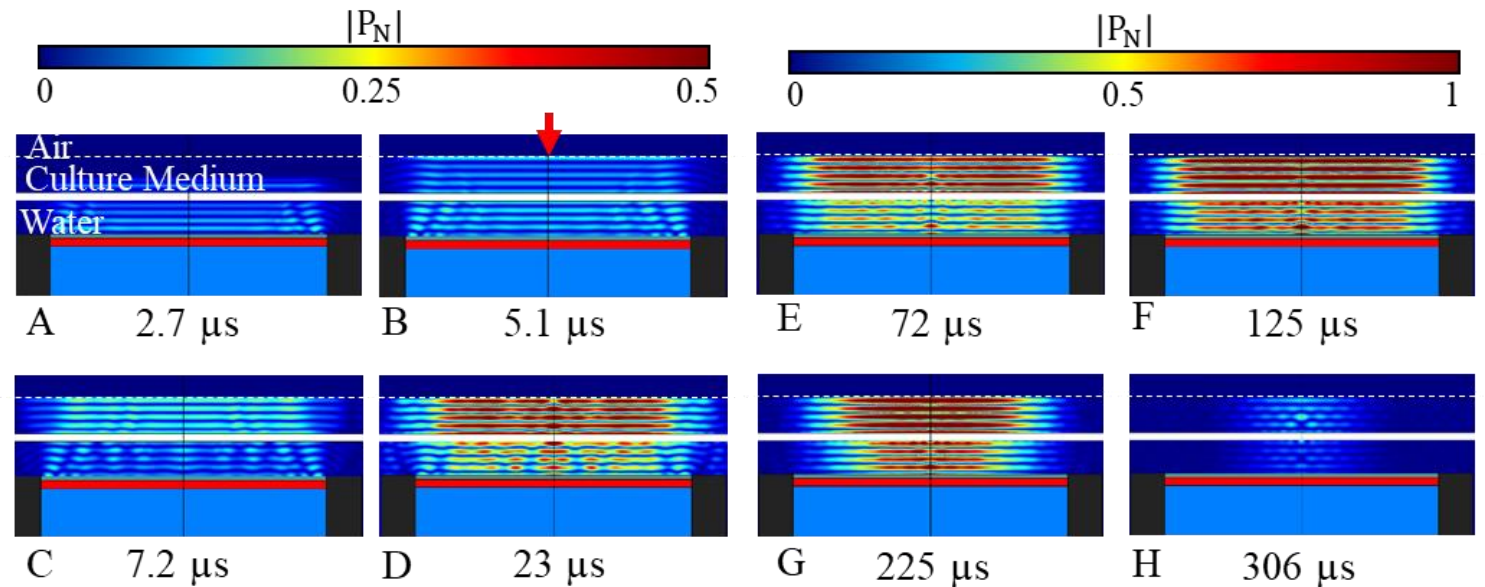 |P_N| |P_N|
0 0.25 0.5 0 0.5 1
Air
Culture Medium
Water
A 2.7 µs B 5.1 µs E 72 µs F 125 µs
C 7.2 µs D 23 µs G 225 µs H 306 µs